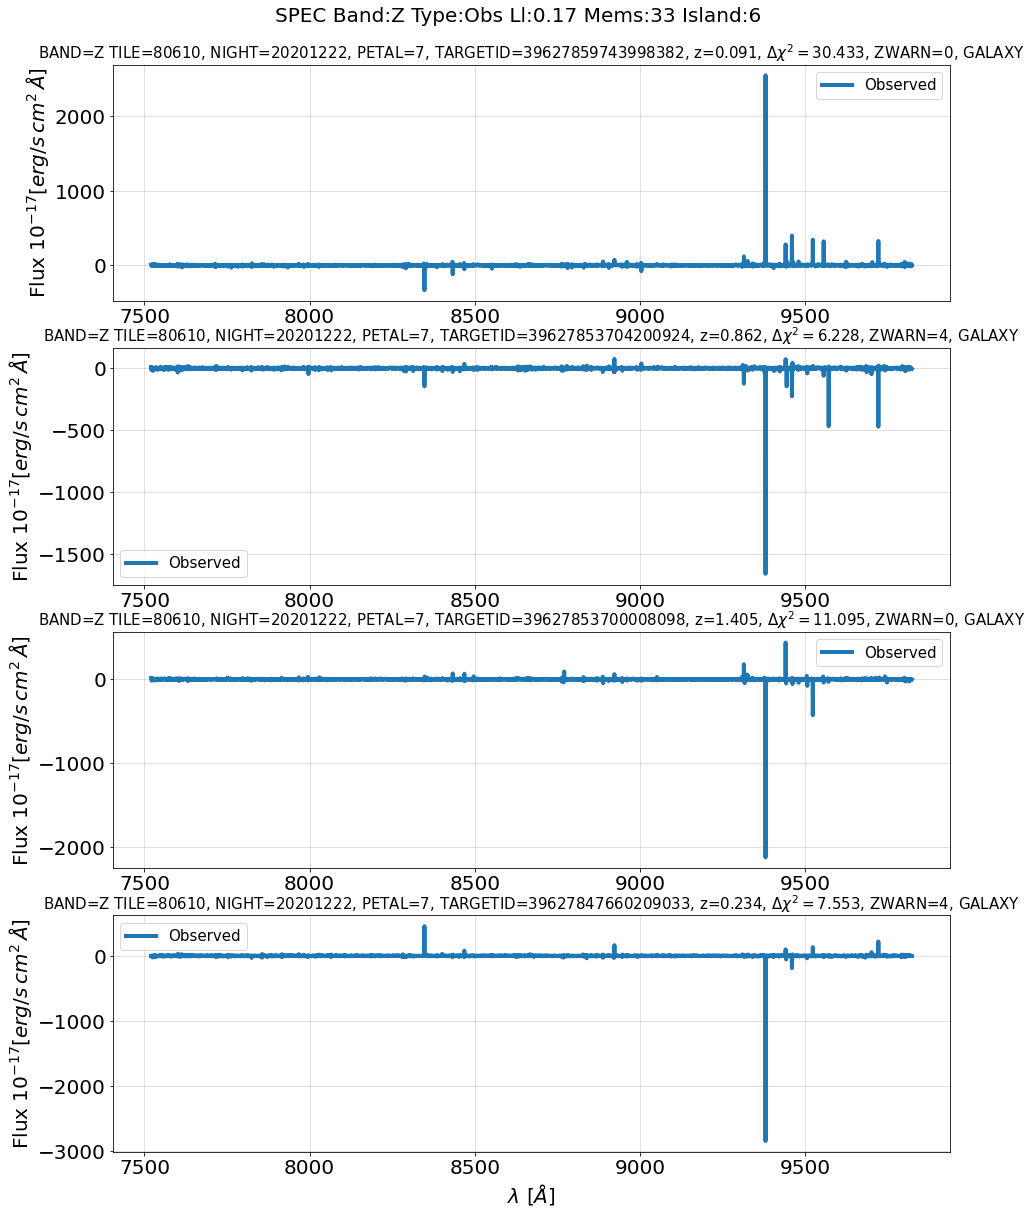 SPEC Band:Z Type:Obs Ll:0.17 Mems:33 Island:6
BAND=Z TILE=80610, NIGHT=20201222, PETAL=7, TARGETID=39627859743998382, z=0.091, Δχ²=30.433, ZWARN=0, GALAXY
Flux 10⁻¹⁷[erg/s cm² Å]
2000
1000
0
Observed
7500 8000 8500 9000 9500
BAND=Z TILE=80610, NIGHT=20201222, PETAL=7, TARGETID=39627853704200924, z=0.862, Δχ²=6.228, ZWARN=4, GALAXY
Flux 10⁻¹⁷[erg/s cm² Å]
0
−500
−1000
−1500
Observed
7500 8000 8500 9000 9500
BAND=Z TILE=80610, NIGHT=20201222, PETAL=7, TARGETID=39627853700008098, z=1.405, Δχ²=11.095, ZWARN=0, GALAXY
Flux 10⁻¹⁷[erg/s cm² Å]
Observed
0
−1000
−2000
7500 8000 8500 9000 9500
BAND=Z TILE=80610, NIGHT=20201222, PETAL=7, TARGETID=39627847660209033, z=0.234, Δχ²=7.553, ZWARN=4, GALAXY
Flux 10⁻¹⁷[erg/s cm² Å]
Observed
0
−1000
−2000
−3000
7500 8000 8500 9000 9500
λ [Å]